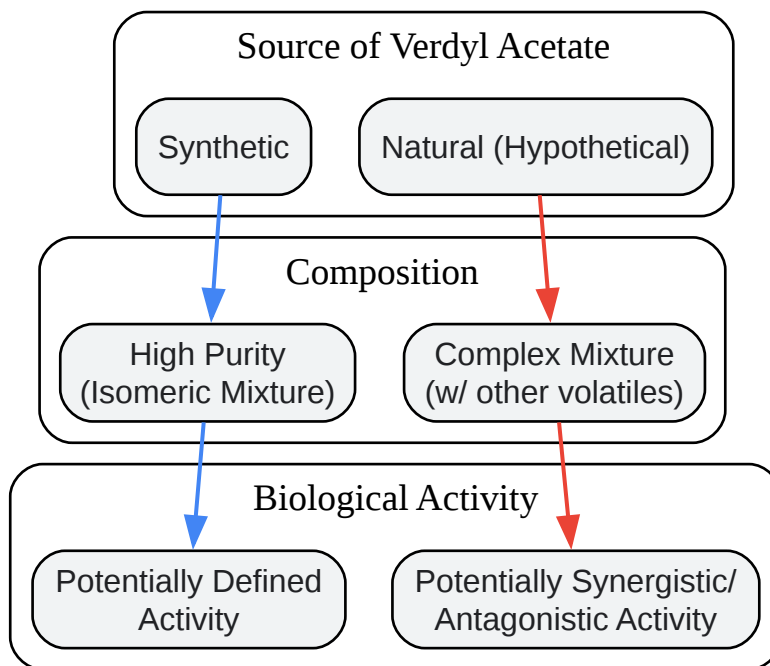 Source of Verdyl Acetate
Synthetic
Natural (Hypothetical)
Composition
High Purity
(Isomeric Mixture)
Complex Mixture
(w/ other volatiles)
Biological Activity
Potentially Defined
Activity
Potentially Synergistic/
Antagonistic Activity